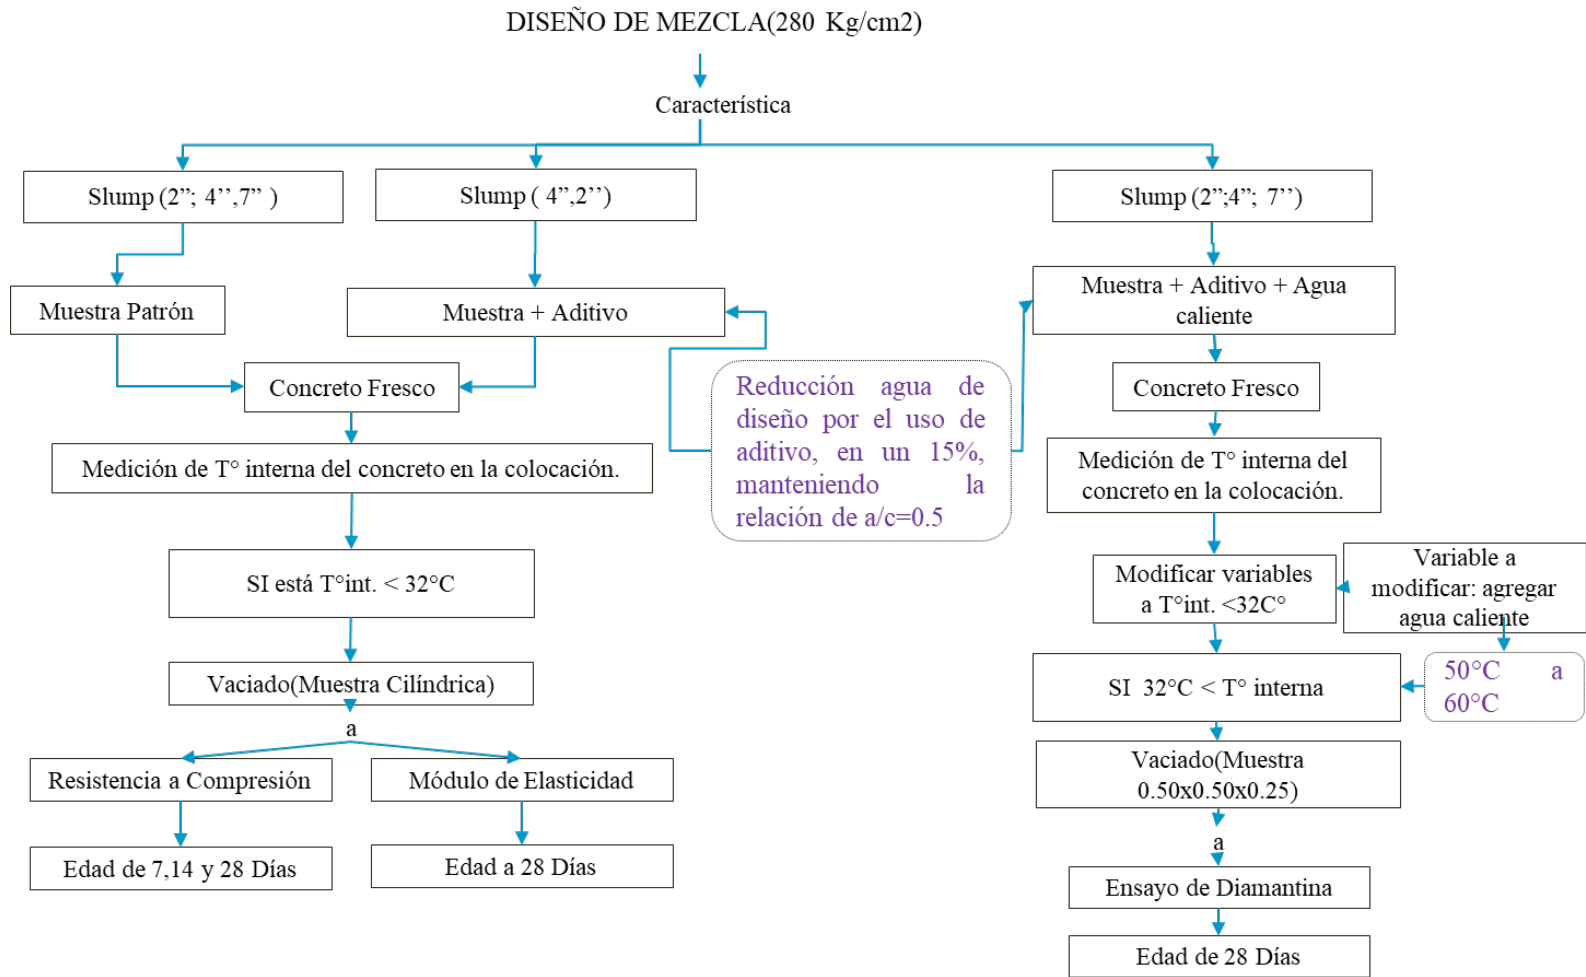 DISEÑO DE MEZCLA(280 Kg/cm2)
Característica
Slump (2”; 4’’,7” )
Slump ( 4”,2’’)
Slump (2”;4”; 7’’)
Muestra Patrón
Muestra + Aditivo
Muestra + Aditivo + Agua
caliente
Concreto Fresco
Reducción agua de
diseño por el uso de
aditivo, en un 15%,
manteniendo la
relación de a/c=0.5
Concreto Fresco
Medición de T° interna del concreto en la colocación.
Medición de T° interna del
concreto en la colocación.
SI está T°int. < 32°C
Modificar variables
a T°int. <32C°
Variable a
modificar: agregar
agua caliente
50°C a
60°C
SI 32°C < T° interna
Vaciado(Muestra Cilíndrica)
a
Resistencia a Compresión
Módulo de Elasticidad
Vaciado(Muestra
0.50x0.50x0.25)
a
Edad de 7,14 y 28 Días
Edad a 28 Días
Ensayo de Diamantina
Edad de 28 Días